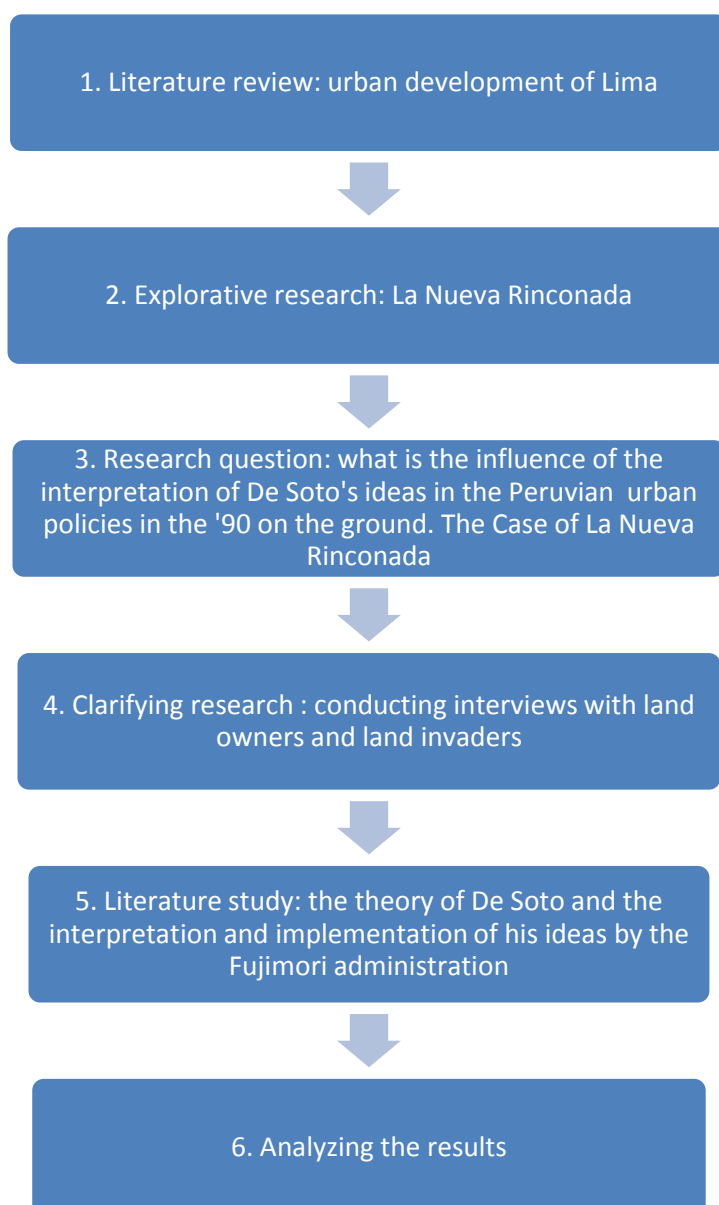 1. Literature review: urban development of Lima
2. Explorative research: La Nueva Rinconada
3. Research question: what is the influence of the
interpretation of De Soto's ideas in the Peruvian  urban
policies in the '90 on the ground. The Case of La Nueva
Rinconada
4. Clarifying research : conducting interviews with land
owners and land invaders
5. Literature study: the theory of De Soto and the
interpretation and implementation of his ideas by the
Fujimori administration
6. Analyzing the results